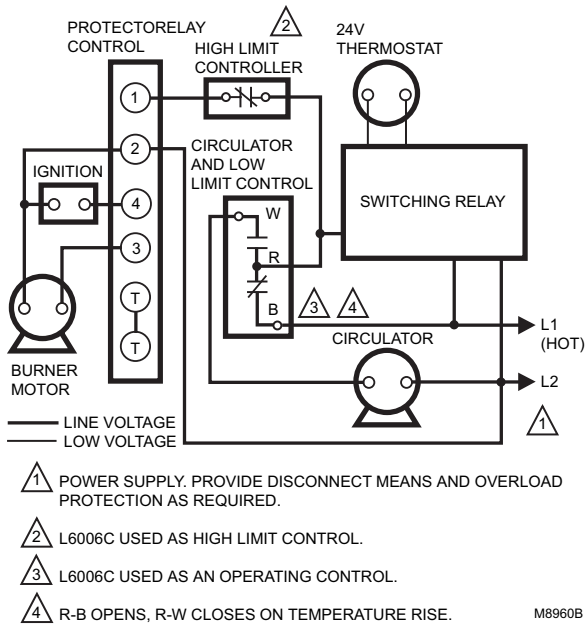 PROTECTORELAY
CONTROL
2
HIGH LIMIT
CONTROLLER
24V
THERMOSTAT
1
2
IGNITION
4
3
T
T
CIRCULATOR
AND LOW
LIMIT CONTROL
W
R
B
SWITCHING RELAY
3
4
L1
(HOT)
CIRCULATOR
L2
1
BURNER
MOTOR
LINE VOLTAGE
LOW VOLTAGE
1 POWER SUPPLY. PROVIDE DISCONNECT MEANS AND OVERLOAD
PROTECTION AS REQUIRED.
2 L6006C USED AS HIGH LIMIT CONTROL.
3 L6006C USED AS AN OPERATING CONTROL.
4 R-B OPENS, R-W CLOSES ON TEMPERATURE RISE.
M8960B